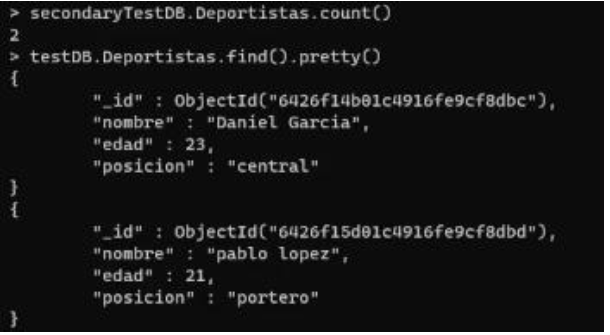 > secondaryTestDB.Deportistas.count()
2
> testDB.Deportistas.find().pretty()
{
"_id" : ObjectId("6426f14b01c4916fe9cf8dbc"),
"nombre" : "Daniel Garcia",
"edad" : 23,
"posicion" : "central"
}
{
"_id" : ObjectId("6426f15d01c4916fe9cf8dbd"),
"nombre" : "pablo lopez",
"edad" : 21,
"posicion" : "portero"
}